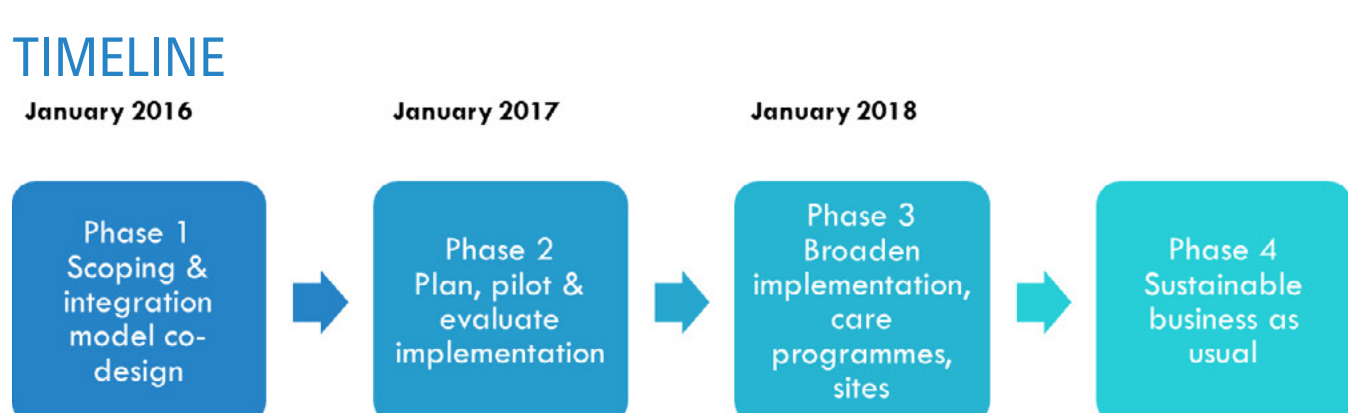 TIMELINE
January 2016
January 2017
January 2018
Phase 1
Scoping &
integration
model co-
design
Phase 2
Plan, pilot &
evaluate
implementation
Phase 3
Broaden
implementation,
care
programmes,
sites
Phase 4
Sustainable
business as
usual